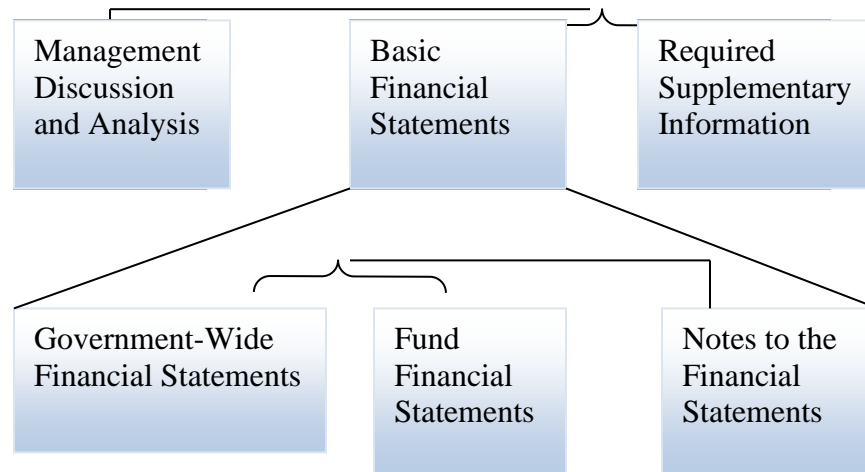 Management
Discussion
and Analysis
Basic
Financial
Statements
Required
Supplementary
Information
Government-Wide
Financial Statements
Fund
Financial
Statements
Notes to the
Financial
Statements